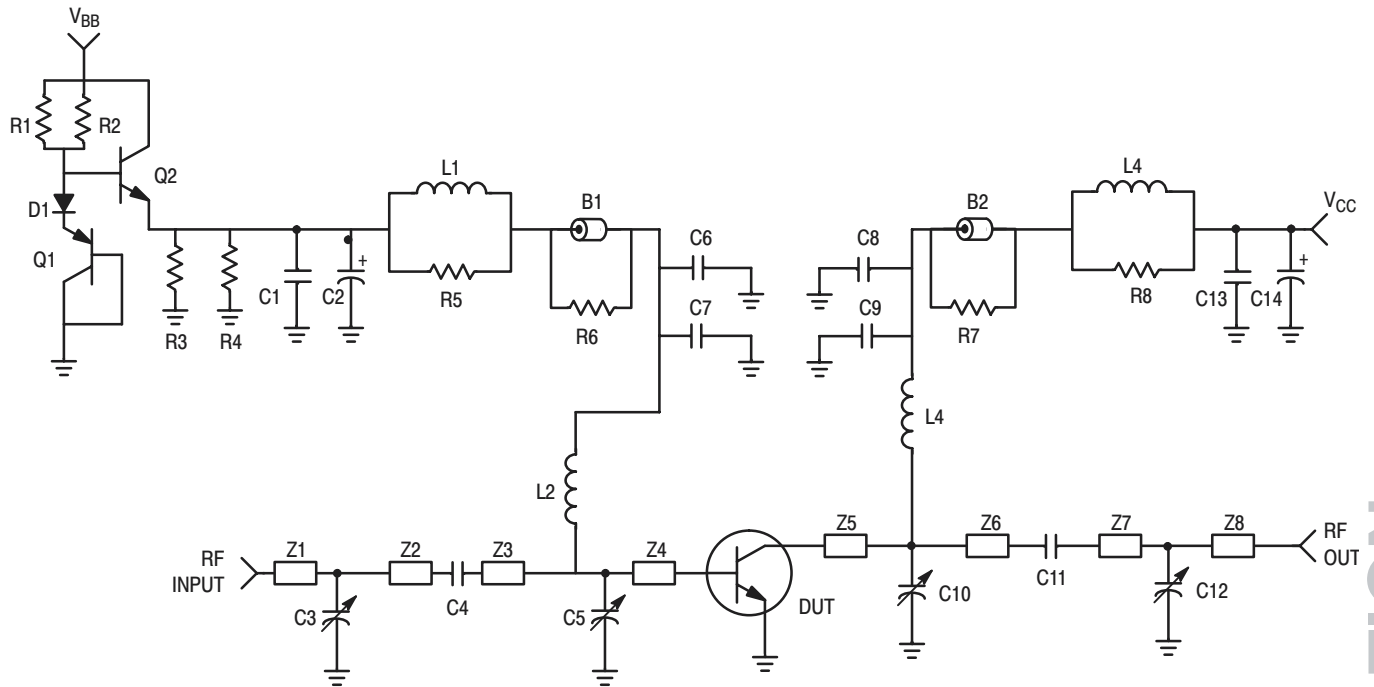 VBB
R1
R2
Q2
D1
Q1
R3
R4
C1
C2
+
L1
R5
B1
R6
C6
C7
L2
C8
C9
B2
R7
L4
R8
VCC
C13
C14
+
L4
RF
INPUT
Z1
C3
Z2
C4
Z3
C5
Z4
DUT
Z5
C10
Z6
C11
Z7
C12
Z8
RF
OUT